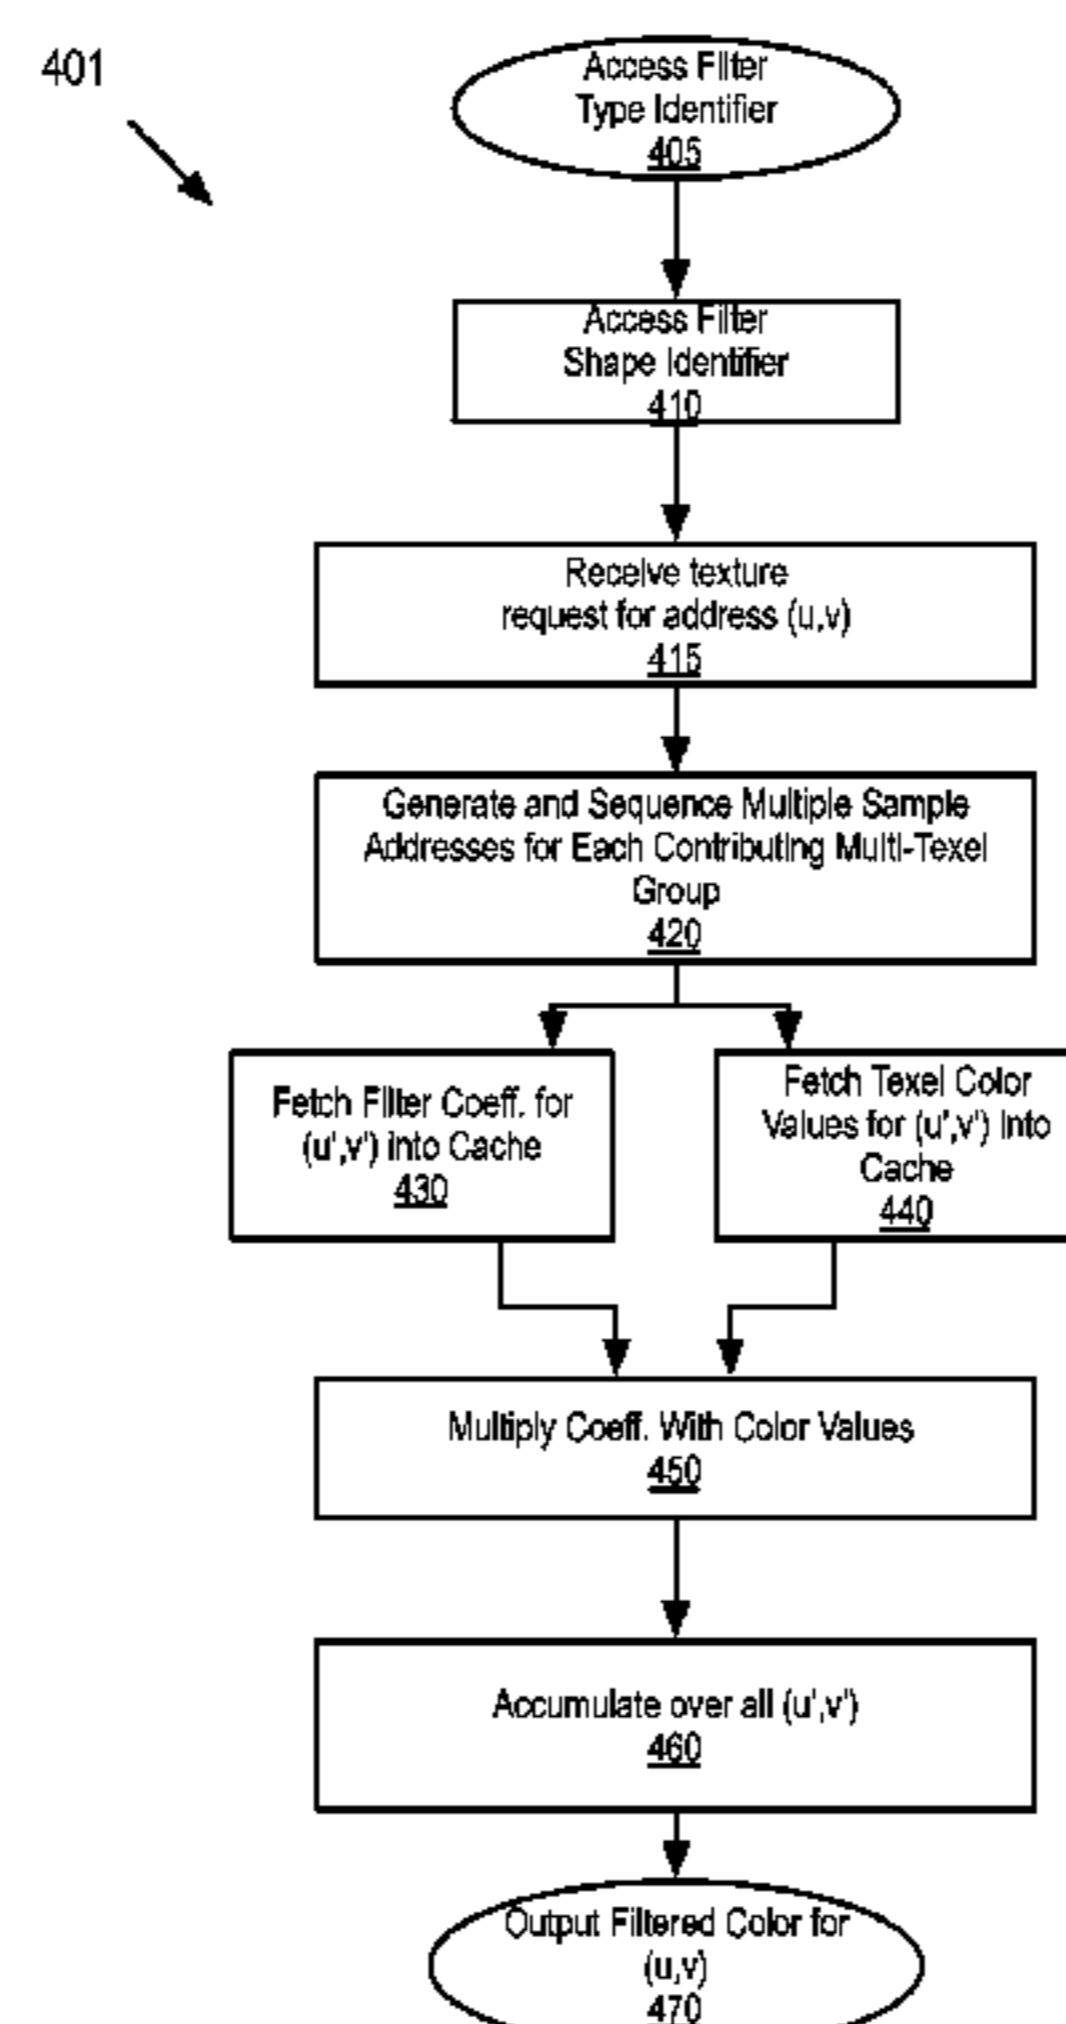 401
Access Filter
Type Identifier
405
Access Filter
Shape Identifier
410
Receive texture
request for address (u,v)
415
Generate and Sequence Multiple Sample
Addresses for Each Contributing Multi-Texel
Group
420
Fetch Filter Coeff. for
(u',v') into Cache
430
Fetch Texel Color
Values for (u',v') Into
Cache
440
Multiply Coeff. With Color Values
450
Accumulate over all (u',v')
460
Output Filtered Color for
(u,v)
470